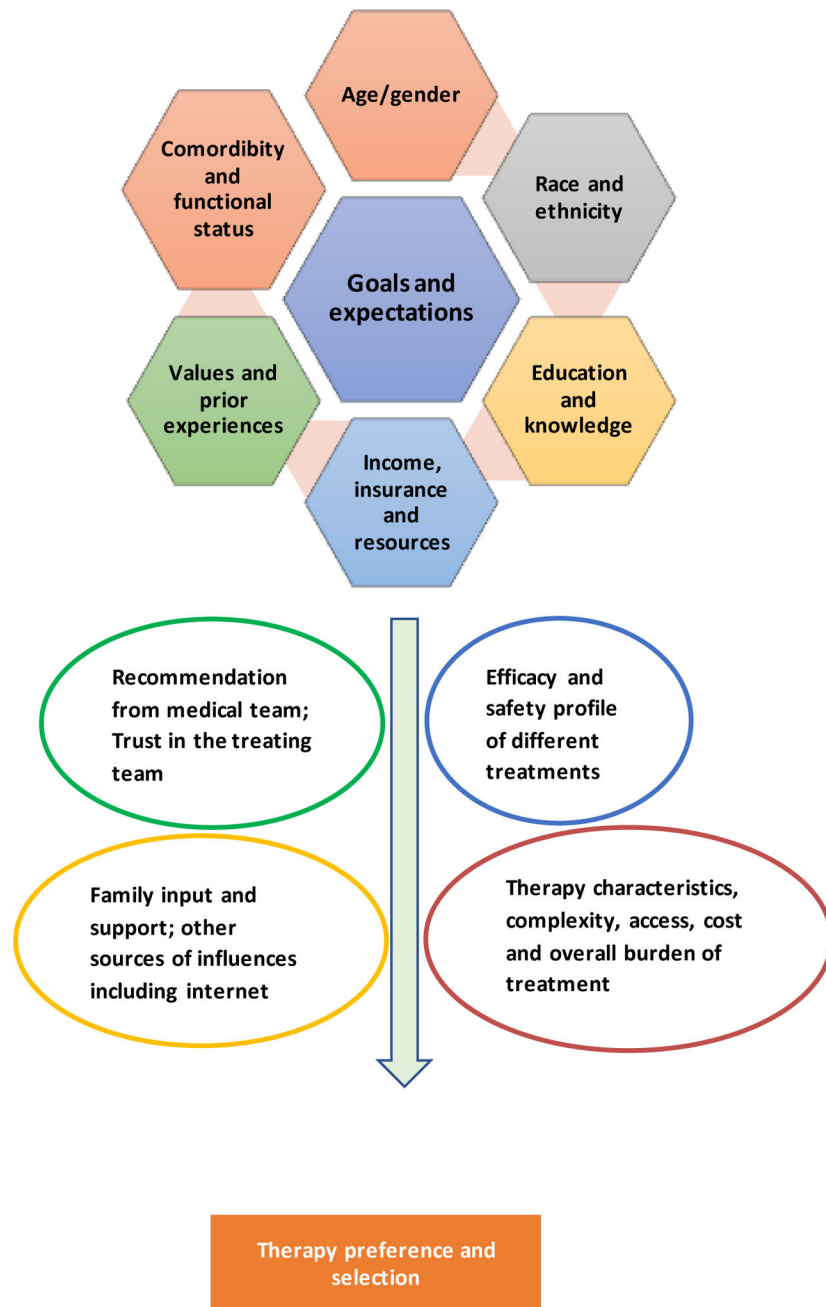 Age/gender
Comordibity
and
functional
status
Race and
ethnicity
Goals and
expectations
Values and
prior
experiences
Education
and
knowledge
Income,
insurance
and
resources
Recommendation
from medical team;
Trust in the treating
team
Efficacy and
safety profile
of different
treatments
Family input and
support; other
sources of influences
including internet
Therapy characteristics,
complexity, access, cost
and overall burden of
treatment
Therapy preference and
selection